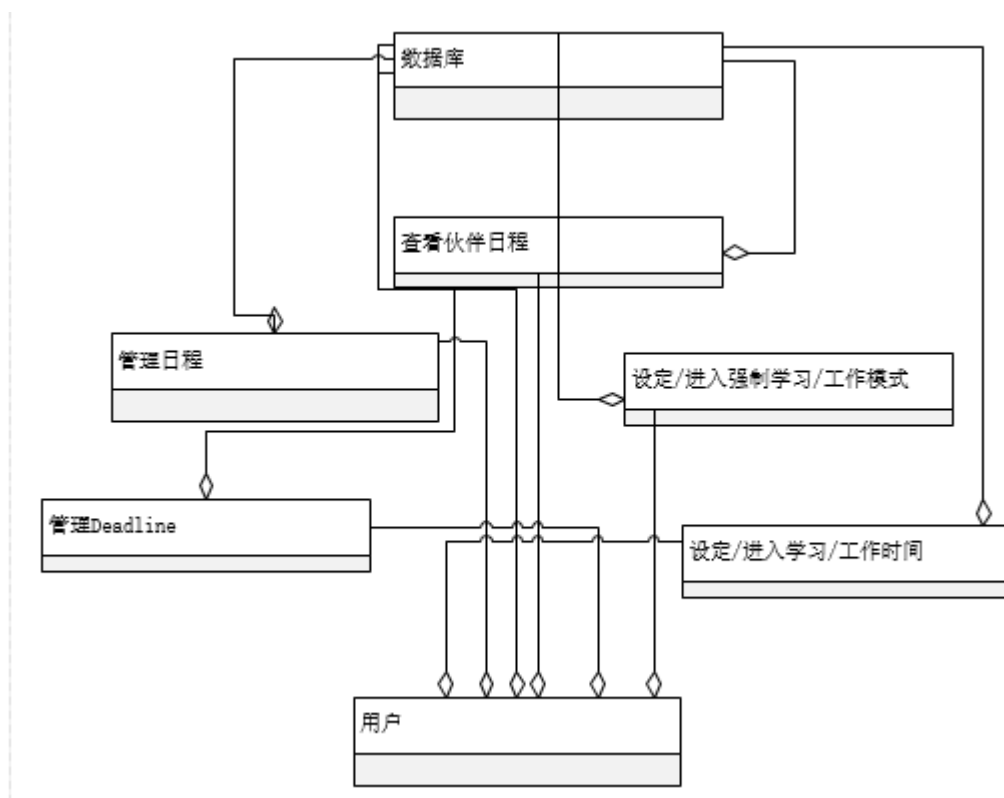 数据库
查看伙伴日程
管理日程
设定/进入强制学习/工作模式
管理Deadline
设定/进入学习/工作时间
用户